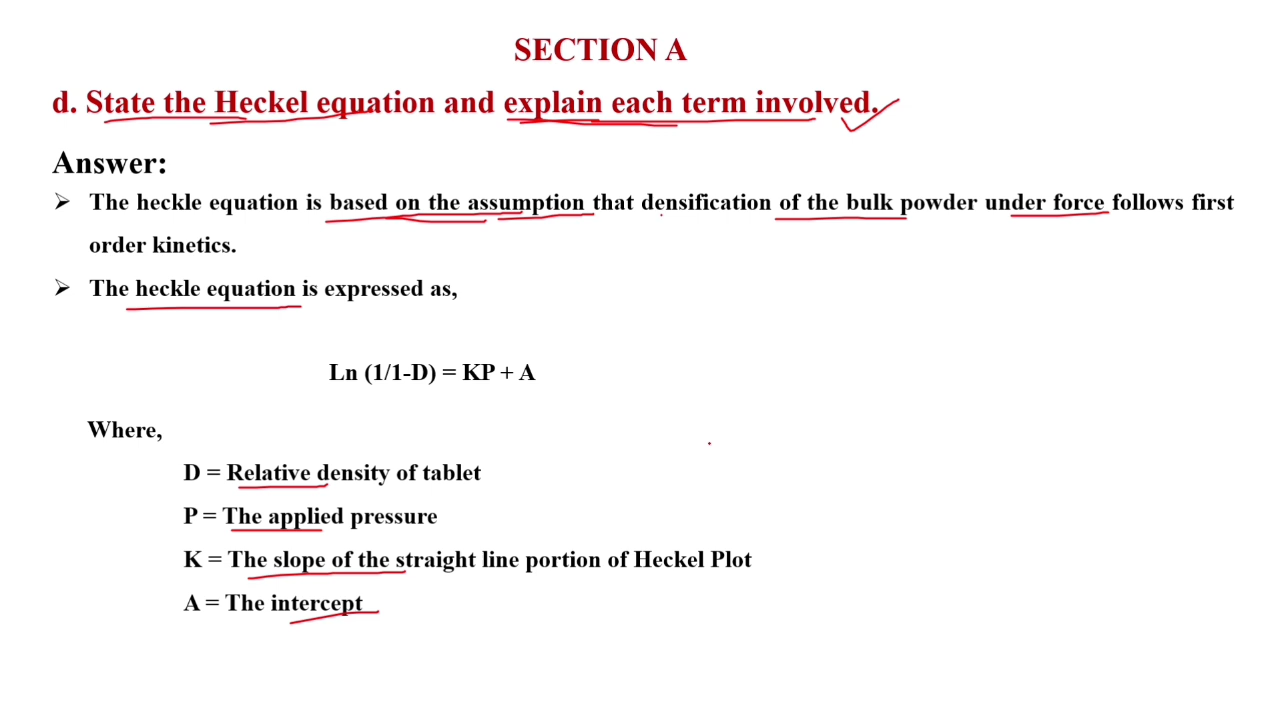 SECTION A
d. State the Heckel equation and explain each term involved.
Answer:
➢ The heckle equation is based on the assumption that densification of the bulk powder under force follows first
order kinetics.
➢ The heckle equation is expressed as,
Ln (1/1-D) = KP + A
Where,
D = Relative density of tablet
P = The applied pressure
K = The slope of the straight line portion of Heckel Plot
A = The intercept